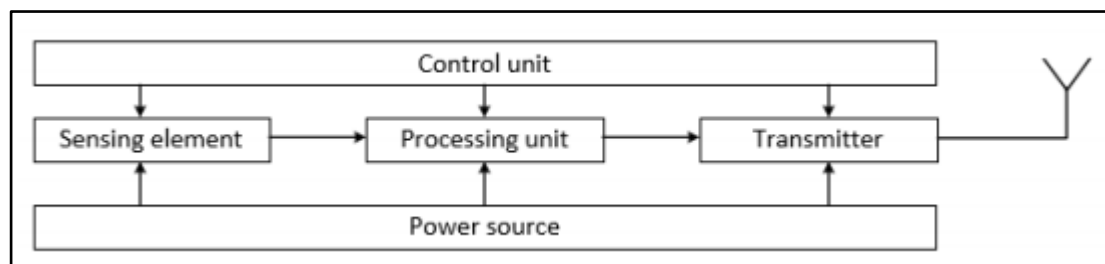 Control unit
Sensing element
Processing unit
Transmitter
Power source